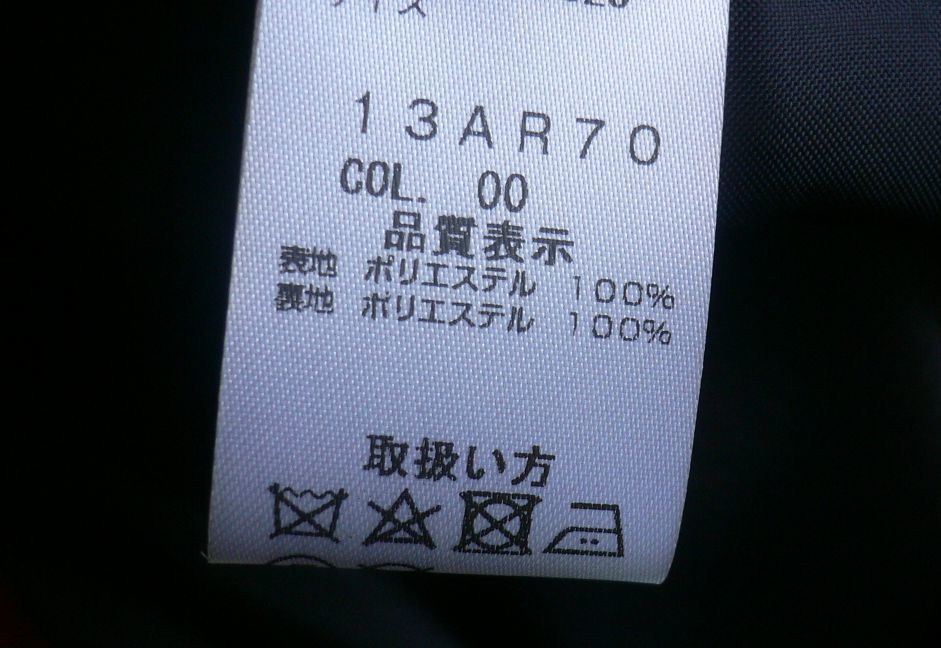 13AR70
COL. 00
品質表示
表地 ポリエステル 100%
裏地 ポリエステル 100%
取扱い方